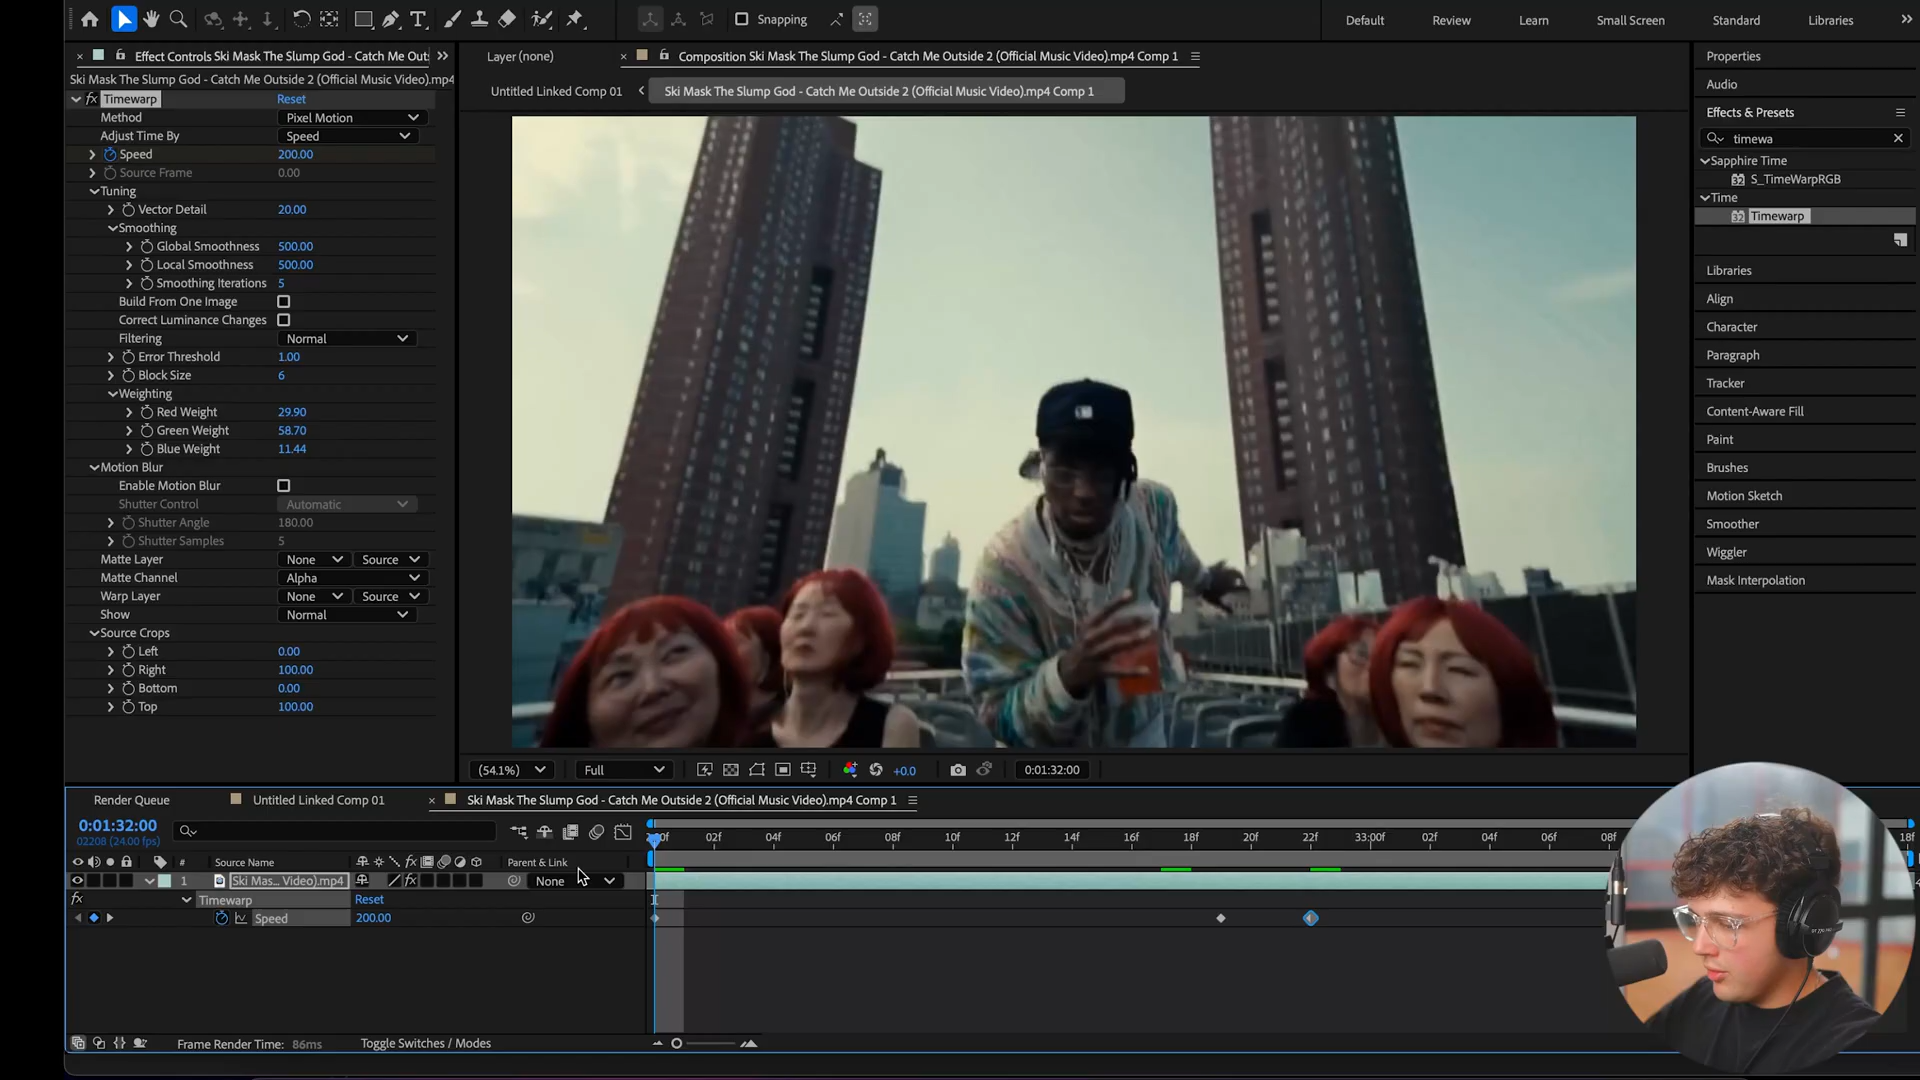 Snapping
Default
Review
Learn
Small Screen
Standard
Libraries
Effect Controls Ski Mask The Slump God - Catch Me Outs
Layer (none)
Composition Ski Mask The Slump God - Catch Me Outside 2 (Official Music Video).mp4 Comp 1
Properties
Ski Mask The Slump God - Catch Me Outside 2 (Official Music Video).mp4
Untitled Linked Comp 01
Ski Mask The Slump God - Catch Me Outside 2 (Official Music Video).mp4 Comp 1
Audio
fx Timewarp Reset
Effects & Presets
Method Pixel Motion
Adjust Time By Speed
timewa
Speed 200.00
Sapphire Time
Source Frame 0.00
S_TimeWarpRGB
Tuning
Time
Vector Detail 20.00
Timewarp
Smoothing
Global Smoothness 500.00
Local Smoothness 500.00
Libraries
Smoothing Iterations 5
Align
Build From One Image
Correct Luminance Changes
Character
Filtering Normal
Paragraph
Error Threshold 1.00
Block Size 6
Tracker
Weighting
Red Weight 29.90
Content-Aware Fill
Green Weight 58.70
Paint
Blue Weight 11.44
Motion Blur
Brushes
Enable Motion Blur
Motion Sketch
Shutter Control Automatic
Shutter Angle 180.00
Smoother
Shutter Samples 5
Wiggler
Matte Layer None Source
Matte Channel Alpha
Mask Interpolation
Warp Layer None Source
Show Normal
Source Crops
Left 0.00
Right 100.00
Bottom 0.00
Top 100.00
(54.1%)
Full
+0.0
0:01:32:00
Render Queue
Untitled Linked Comp 01
Ski Mask The Slump God - Catch Me Outside 2 (Official Music Video).mp4 Comp 1
0:01:32:00
02208 (24.00 fps)
02f 04f 06f 08f 10f 12f 14f 16f 18f 20f 22f 33:00f 02f 04f 06f 08f 18f
# Source Name fx Parent & Link
1 Ski Mas... Video).mp4 fx None
fx Timewarp Reset
Speed 200.00
Frame Render Time: 86ms
Toggle Switches / Modes